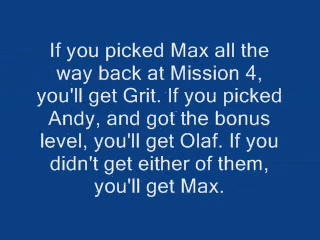 If you picked Max all the
way back at Mission 4,
you'll get Grit. If you picked
Andy, and got the bonus
level, you'll get Olaf. If you
didn't get either of them,
you'll get Max.